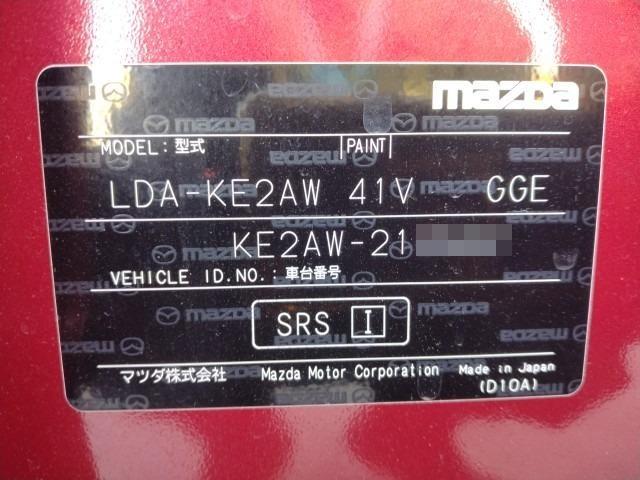 mazda
MODEL：型式 PAINT
LDA-KE2AW 41V GGE
KE2AW-21
VEHICLE ID.NO.：車台番号
SRS I
マツダ株式会社 Mazda Motor Corporation Made in Japan
(D10A)